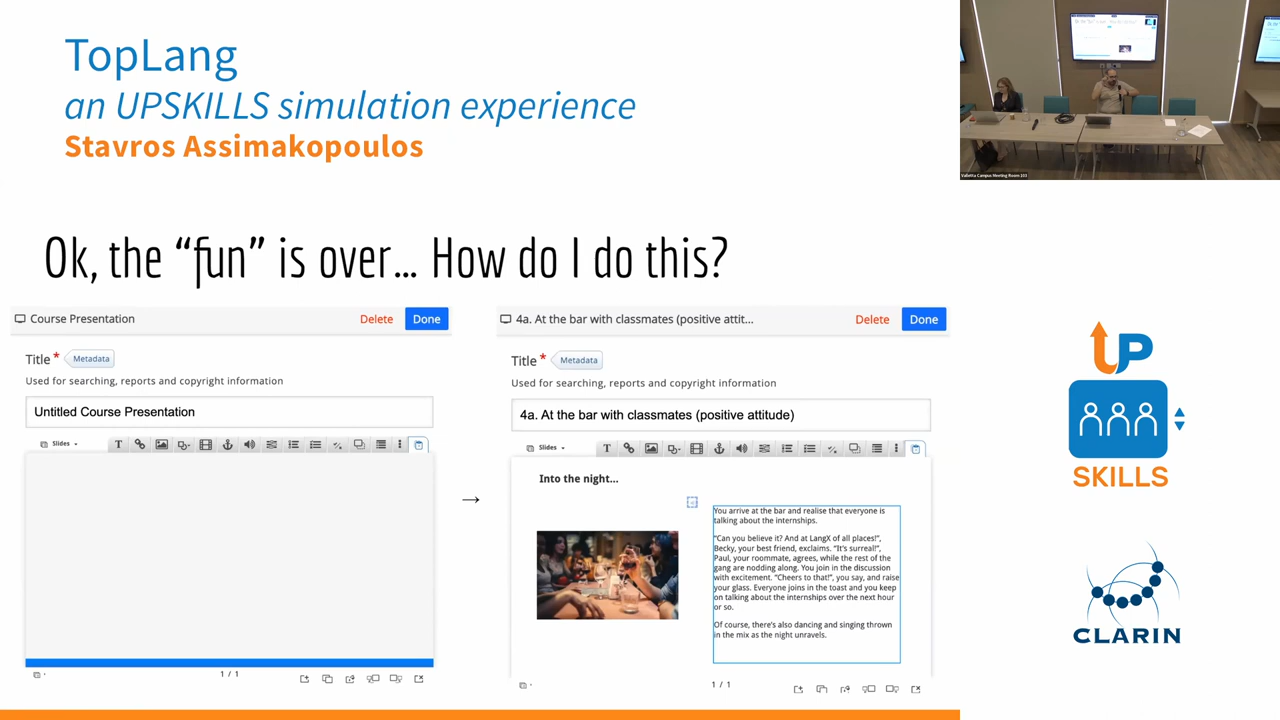 TopLang
an UPSKILLS simulation experience
Stavros Assimakopoulos
Valletta Campus Meeting Room 103
Ok, the “fun” is over... How do I do this?
Course Presentation
Delete
Done
Title *
Metadata
Used for searching, reports and copyright information
Untitled Course Presentation
Slides
T
1 / 1
→
4a. At the bar with classmates (positive attit...
Delete
Done
Title *
Metadata
Used for searching, reports and copyright information
4a. At the bar with classmates (positive attitude)
Slides
T
Into the night...
You arrive at the bar and realise that everyone is
talking about the internships.
“Can you believe it? And at LangX of all places!”,
Becky, your best friend, exclaims. “It’s surreal!”,
Paul, your roommate, agrees, while the rest of the
gang are nodding along. You join in the discussion
with excitement. “Cheers to that!”, you say, and raise
your glass. Everyone joins in the toast and you keep
on talking about the internships over the next hour
or so.
Of course, there’s also dancing and singing thrown
in the mix as the night unravels.
1 / 1
UP
SKILLS
CLARIN